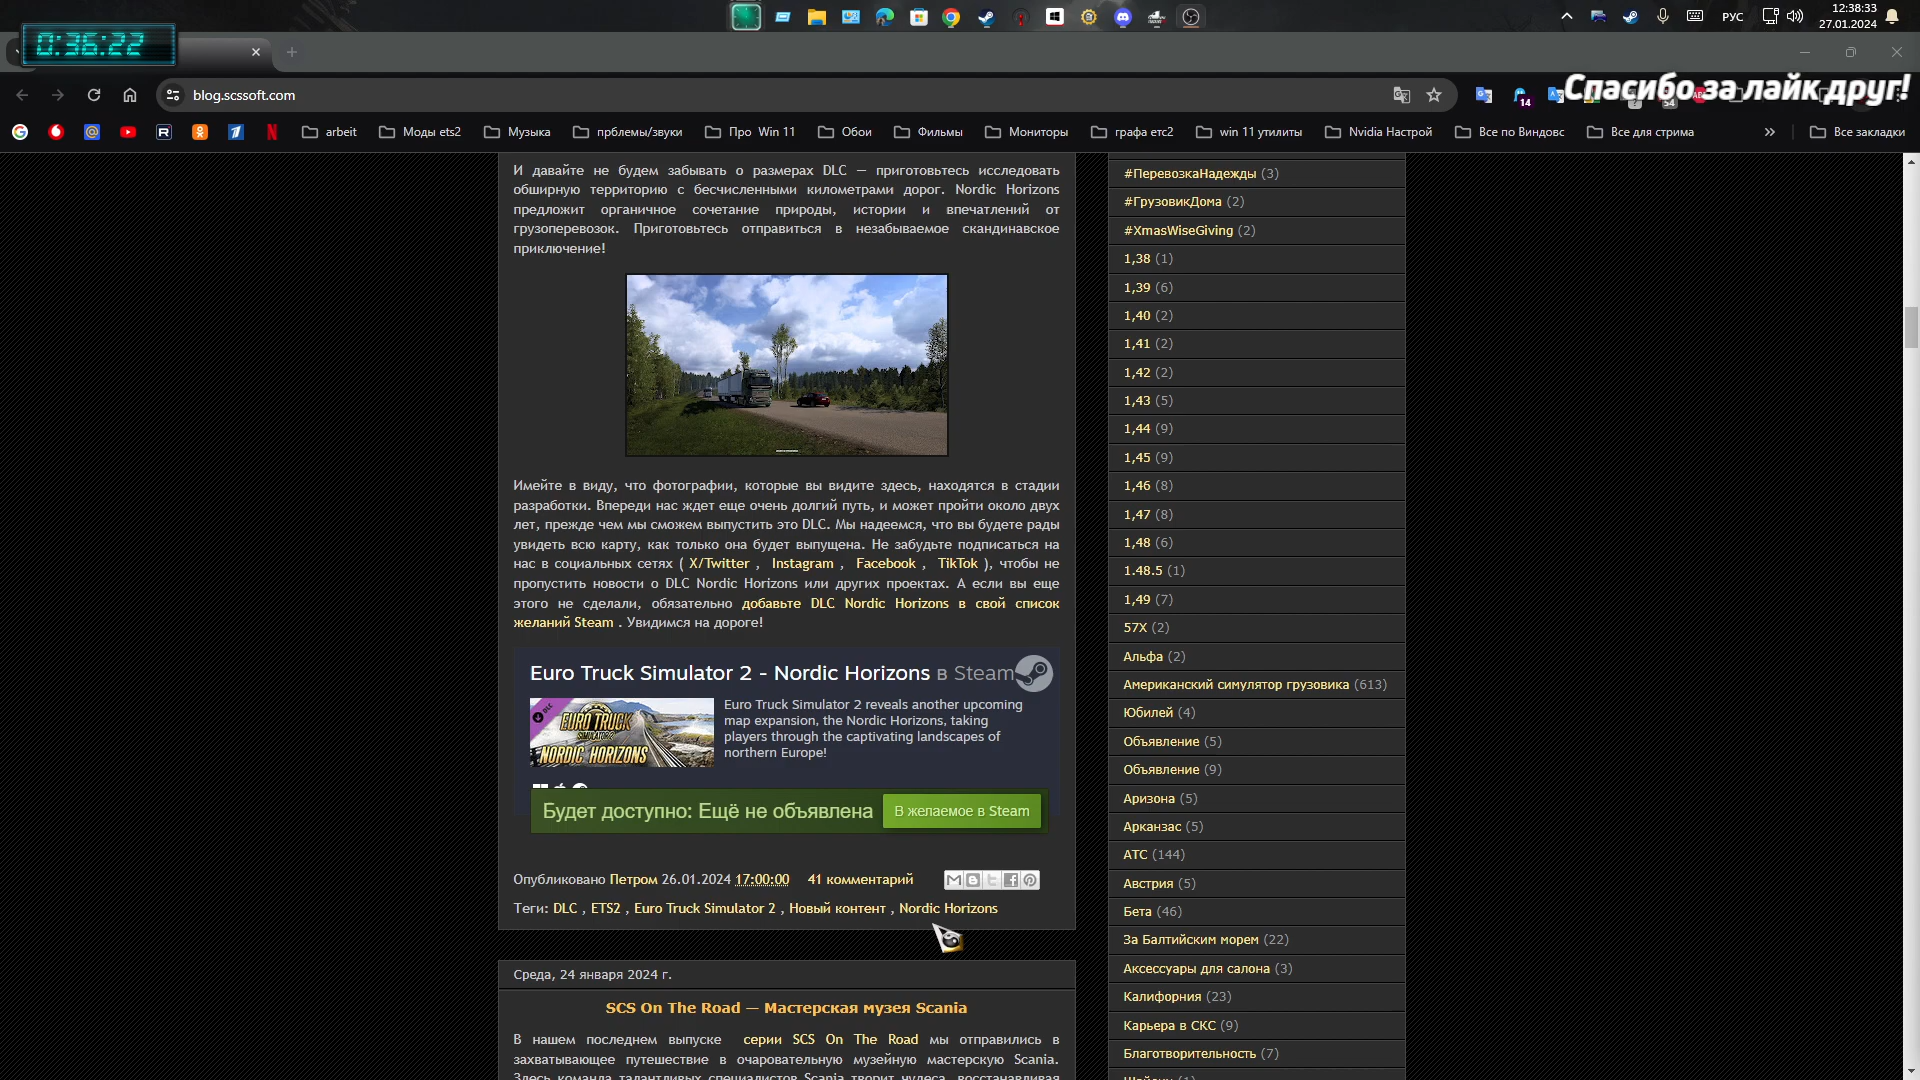 12:38:33
РУС
27.01.2024
0:36:22
blog.scssoft.com
14
54
Спасибо за лайк друг!
arbeit
Моды ets2
Музыка
прблемы/звуки
Про Win 11
Обои
Фильмы
Мониторы
графа етс2
win 11 утилиты
Nvidia Настрой
Все по Виндовс
Все для стрима
»
Все закладки
И давайте не будем забывать о размерах DLC — приготовьтесь исследовать
обширную территорию с бесчисленными километрами дорог. Nordic Horizons
предложит органичное сочетание природы, истории и впечатлений от
грузоперевозок. Приготовьтесь отправиться в незабываемое скандинавское
приключение!
Имейте в виду, что фотографии, которые вы видите здесь, находятся в стадии
разработки. Впереди нас ждет еще очень долгий путь, и может пройти около двух
лет, прежде чем мы сможем выпустить это DLC. Мы надеемся, что вы будете рады
увидеть всю карту, как только она будет выпущена. Не забудьте подписаться на
нас в социальных сетях ( X/Twitter , Instagram , Facebook , TikTok ), чтобы не
пропустить новости о DLC Nordic Horizons или других проектах. А если вы еще
этого не сделали, обязательно добавьте DLC Nordic Horizons в свой список
желаний Steam . Увидимся на дороге!
Euro Truck Simulator 2 - Nordic Horizons в Steam
DLC
EURO TRUCK
SIMULATOR 2
NORDIC HORIZONS
Euro Truck Simulator 2 reveals another upcoming
map expansion, the Nordic Horizons, taking
players through the captivating landscapes of
northern Europe!
Будет доступно: Ещё не объявлена
В желаемое в Steam
Опубликовано Петром 26.01.2024 17:00:00 41 комментарий
Теги: DLC , ETS2 , Euro Truck Simulator 2 , Новый контент , Nordic Horizons
Среда, 24 января 2024 г.
SCS On The Road — Мастерская музея Scania
В нашем последнем выпуске серии SCS On The Road мы отправились в
захватывающее путешествие в очаровательную музейную мастерскую Scania.
Здесь команда талантливых специалистов Scania творит чудеса, восстанавливая
#ПеревозкаНадежды (3)
#ГрузовикДома (2)
#XmasWiseGiving (2)
1,38 (1)
1,39 (6)
1,40 (2)
1,41 (2)
1,42 (2)
1,43 (5)
1,44 (9)
1,45 (9)
1,46 (8)
1,47 (8)
1,48 (6)
1.48.5 (1)
1,49 (7)
57X (2)
Альфа (2)
Американский симулятор грузовика (613)
Юбилей (4)
Объявление (5)
Объявление (9)
Аризона (5)
Арканзас (5)
АТС (144)
Австрия (5)
Бета (46)
За Балтийским морем (22)
Аксессуары для салона (3)
Калифорния (23)
Карьера в СКС (9)
Благотворительность (7)